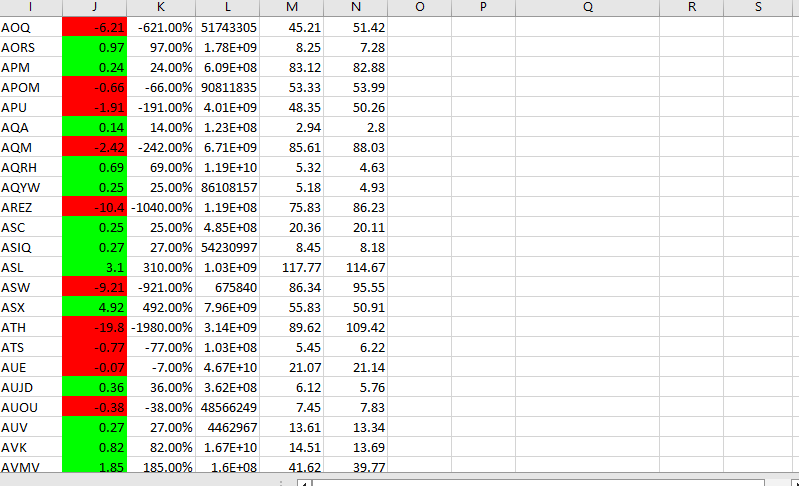 I J K L M N O P Q R S
AOQ -6.21 -621.00% 51743305 45.21 51.42
AORS 0.97 97.00% 1.78E+09 8.25 7.28
APM 0.24 24.00% 6.09E+08 83.12 82.88
APOM -0.66 -66.00% 90811835 53.33 53.99
APU -1.91 -191.00% 4.01E+09 48.35 50.26
AQA 0.14 14.00% 1.23E+08 2.94 2.8
AQM -2.42 -242.00% 6.71E+09 85.61 88.03
AQRH 0.69 69.00% 1.19E+10 5.32 4.63
AQYW 0.25 25.00% 86108157 5.18 4.93
AREZ -10.4 -1040.00% 1.19E+08 75.83 86.23
ASC 0.25 25.00% 4.85E+08 20.36 20.11
ASIQ 0.27 27.00% 54230997 8.45 8.18
ASL 3.1 310.00% 1.03E+09 117.77 114.67
ASW -9.21 -921.00% 675840 86.34 95.55
ASX 4.92 492.00% 7.96E+09 55.83 50.91
ATH -19.8 -1980.00% 3.14E+09 89.62 109.42
ATS -0.77 -77.00% 1.03E+08 5.45 6.22
AUE -0.07 -7.00% 4.67E+10 21.07 21.14
AUJD 0.36 36.00% 3.62E+08 6.12 5.76
AUOU -0.38 -38.00% 48566249 7.45 7.83
AUV 0.27 27.00% 4462967 13.61 13.34
AVK 0.82 82.00% 1.67E+10 14.51 13.69
AVMV 1.85 185.00% 1.6E+08 41.62 39.77